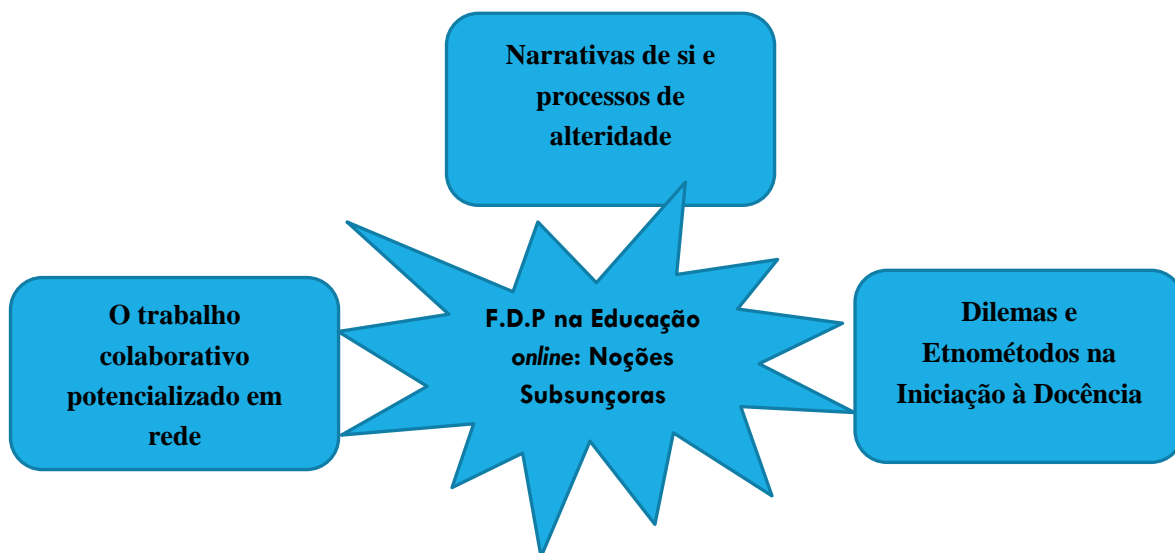 Narrativas de si e
processos de
alteridade
O trabalho
colaborativo
potencializado em
rede
F.D.P na Educação
online: Noções
Subsunçoras
Dilemas e
Etnométodos na
Iniciação à Docência